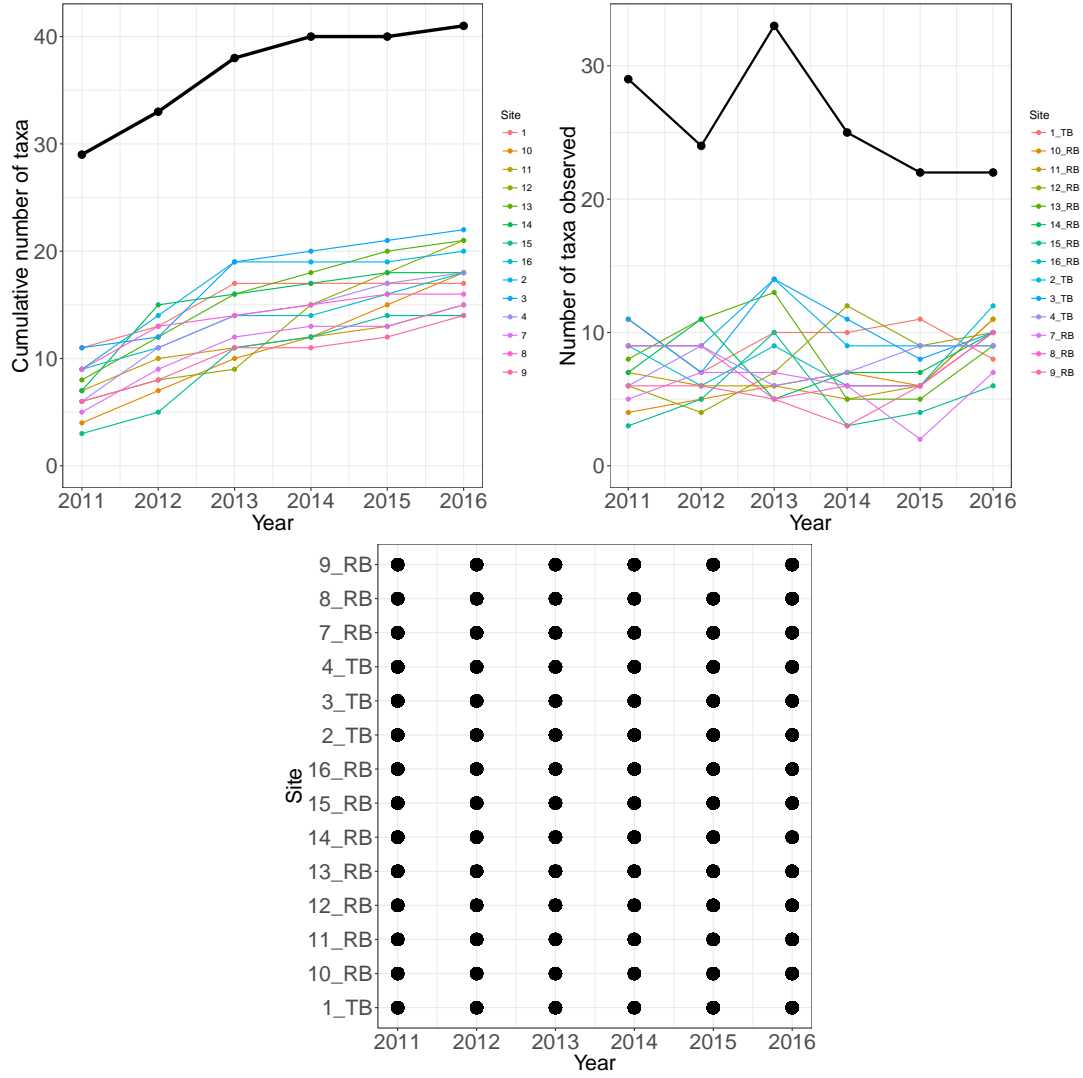 Cumulative number of taxa
40
30
20
10
0
2011 2012 2013 2014 2015 2016
Year
Site
1
10
11
12
13
14
15
16
2
3
4
7
8
9
Number of taxa observed
30
20
10
0
2011 2012 2013 2014 2015 2016
Year
Site
1_TB
10_RB
11_RB
12_RB
13_RB
14_RB
15_RB
16_RB
2_TB
3_TB
4_TB
7_RB
8_RB
9_RB
Site
9_RB
8_RB
7_RB
4_TB
3_TB
2_TB
16_RB
15_RB
14_RB
13_RB
12_RB
11_RB
10_RB
1_TB
2011 2012 2013 2014 2015 2016
Year